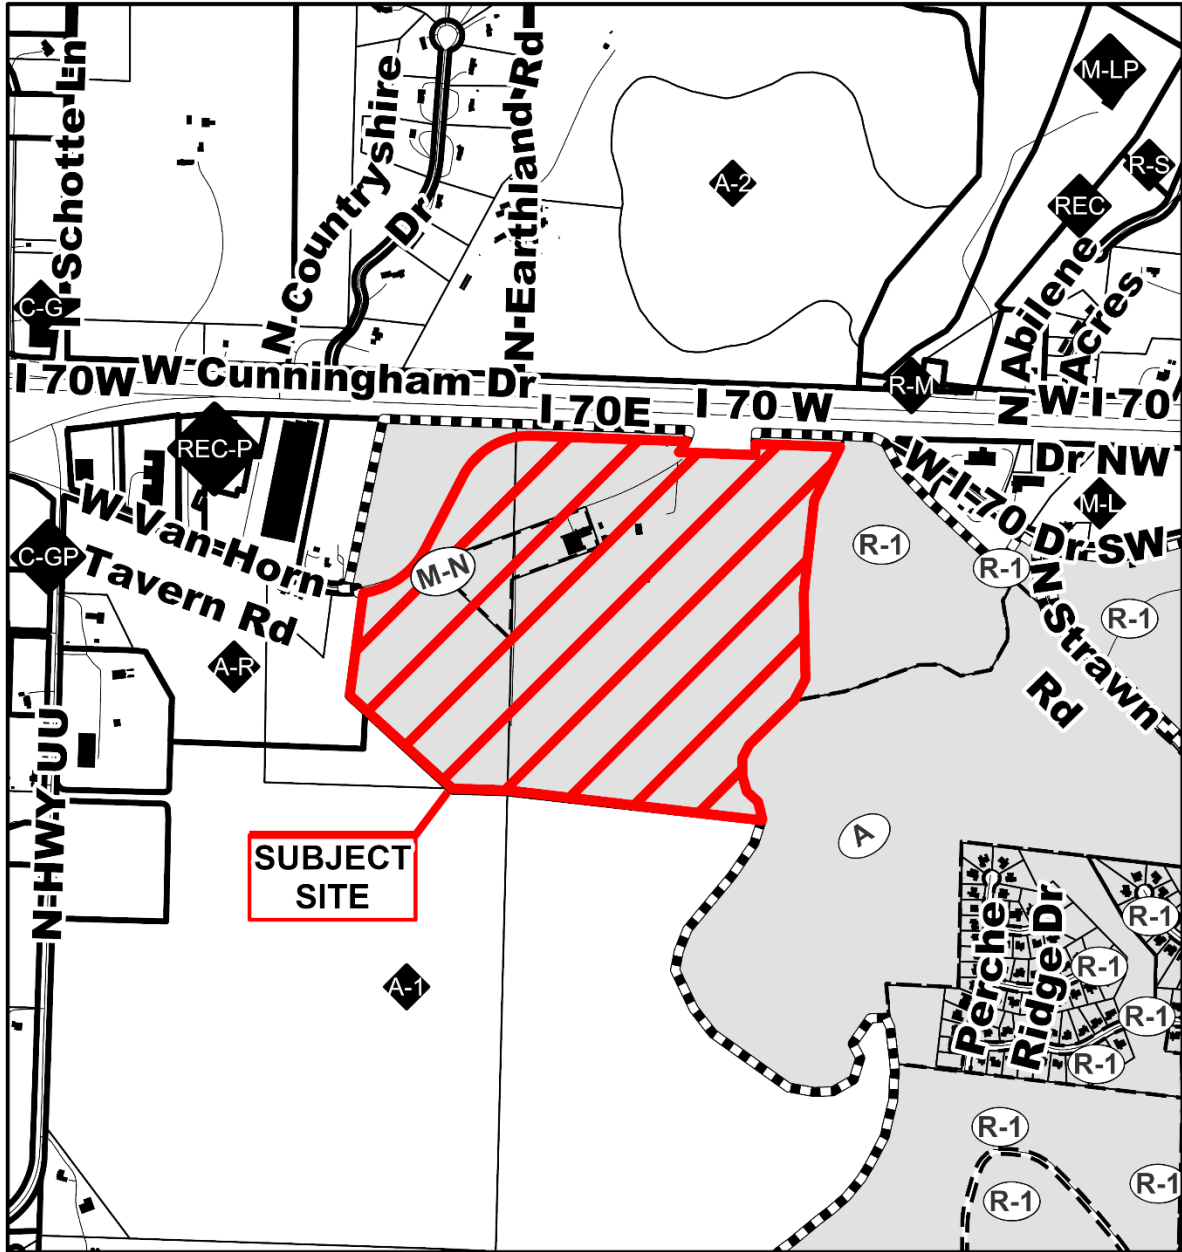 N Schotte Ln
N Countryshire
Dr
N Earthland Rd
A-2
M-LP
R-S
REC
N Abilene
Acres
C-G
I 70W
W Cunningham Dr
I 70E
I 70 W
R-M
W I 70
Dr NW
REC-P
W Van Horn
Tavern Rd
C-GP
M-N
R-1
W I-70
Dr SW
M-L
R-1
R-1
N Strawn
Rd
A-R
N HWY UU
SUBJECT
SITE
A
A-1
Perche
Ridge Dr
R-1
R-1
R-1
R-1
R-1
R-1
R-1